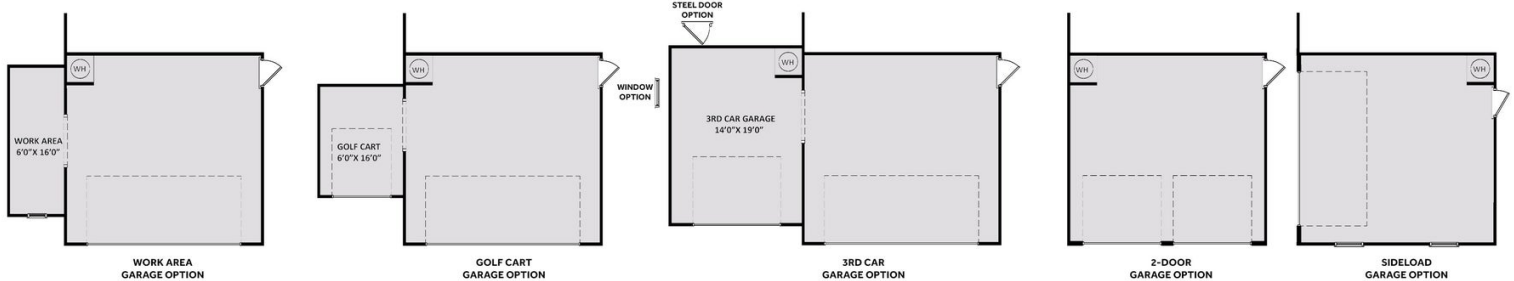 WH
WORK AREA
6'0"X 16'0"
WORK AREA
GARAGE OPTION
WH
GOLF CART
6'0"X 16'0"
GOLF CART
GARAGE OPTION
STEEL DOOR
OPTION
WINDOW
OPTION
WH
3RD CAR GARAGE
14'0"X 19'0"
3RD CAR
GARAGE OPTION
WH
2-DOOR
GARAGE OPTION
WH
SIDELOAD
GARAGE OPTION